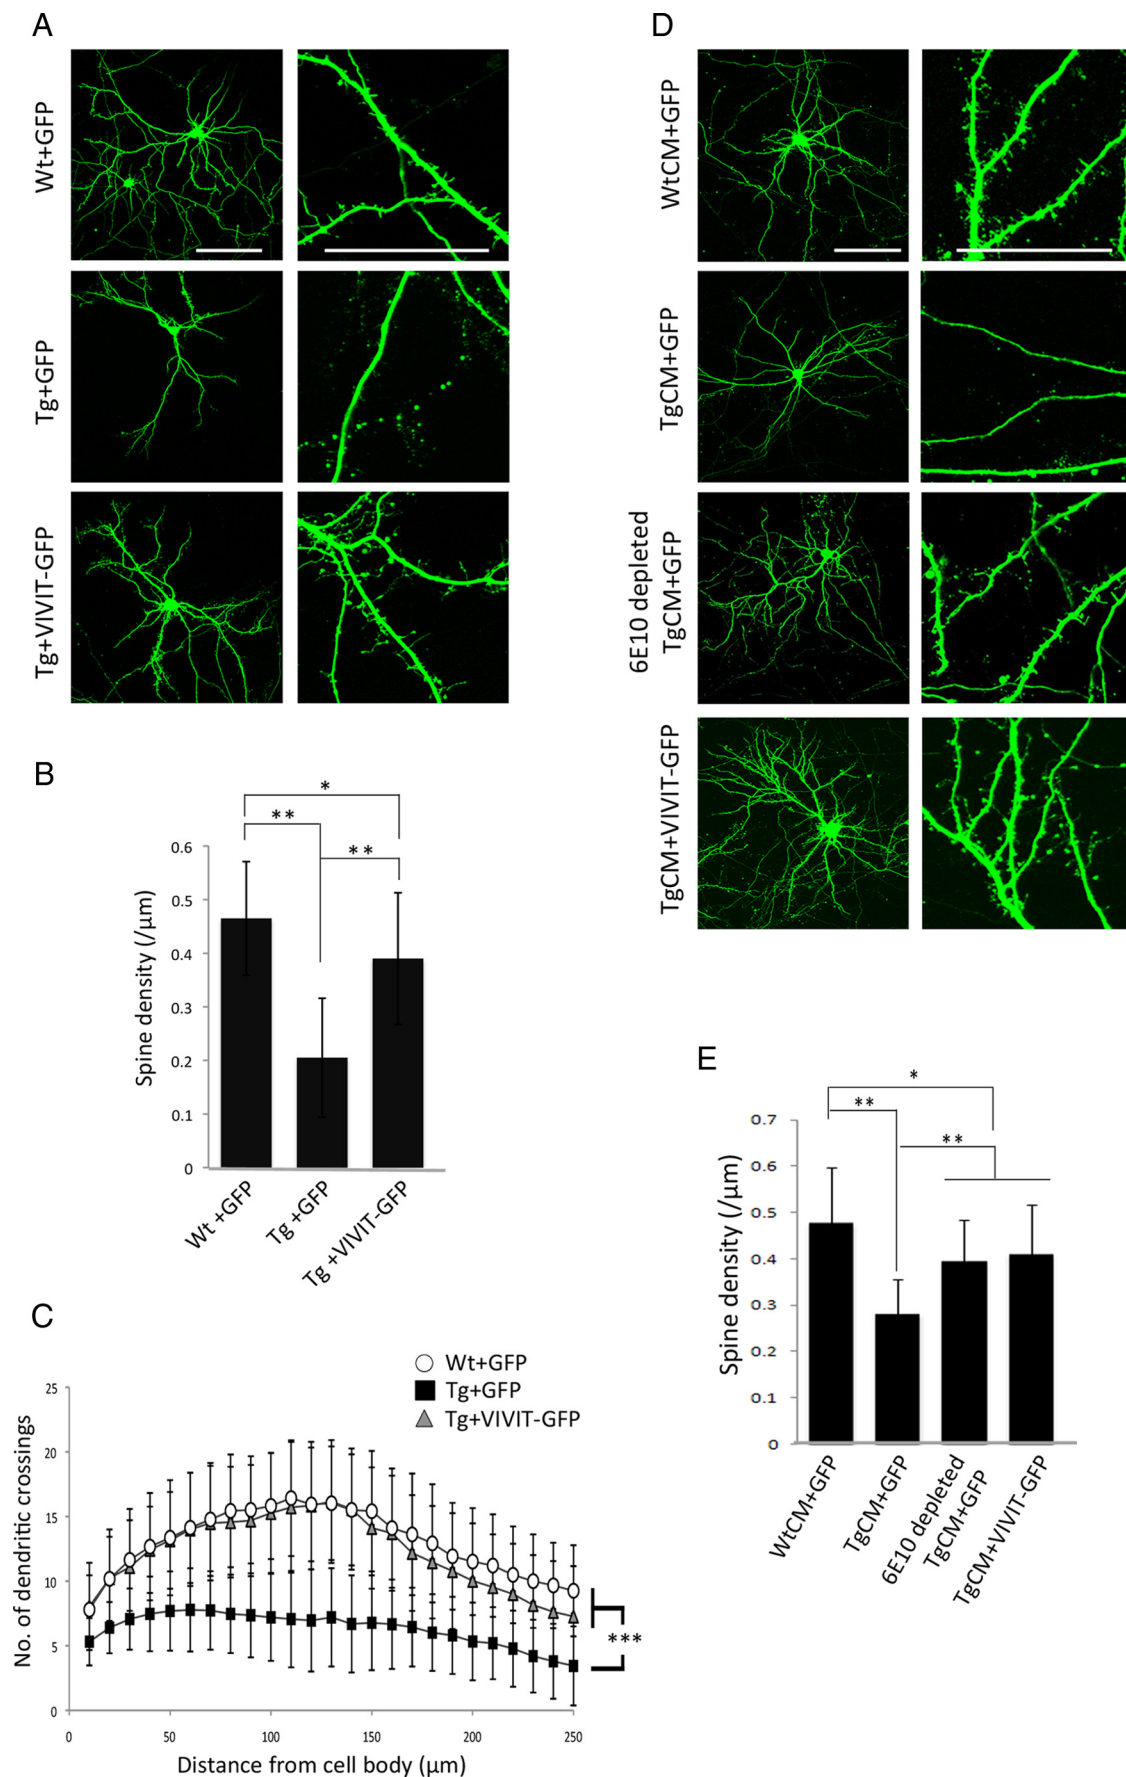 A
Wt+GFP
Tg+GFP
Tg+VIVIT-GFP
B
*
**
**
Spine density (/µm)
0.6
0.5
0.4
0.3
0.2
0.1
0
Wt +GFP
Tg +GFP
Tg +VIVIT-GFP
C
Wt+GFP
Tg+GFP
Tg+VIVIT-GFP
No. of dendritic crossings
25
20
15
10
5
0
***
0
50
100
150
200
250
Distance from cell body (µm)
D
WtCM+GFP
TgCM+GFP
6E10 depleted
TgCM+GFP
TgCM+VIVIT-GFP
E
*
**
**
Spine density (/µm)
0.7
0.6
0.5
0.4
0.3
0.2
0.1
0
WtCM+GFP
TgCM+GFP
6E10 depleted
TgCM+GFP
TgCM+VIVIT-GFP